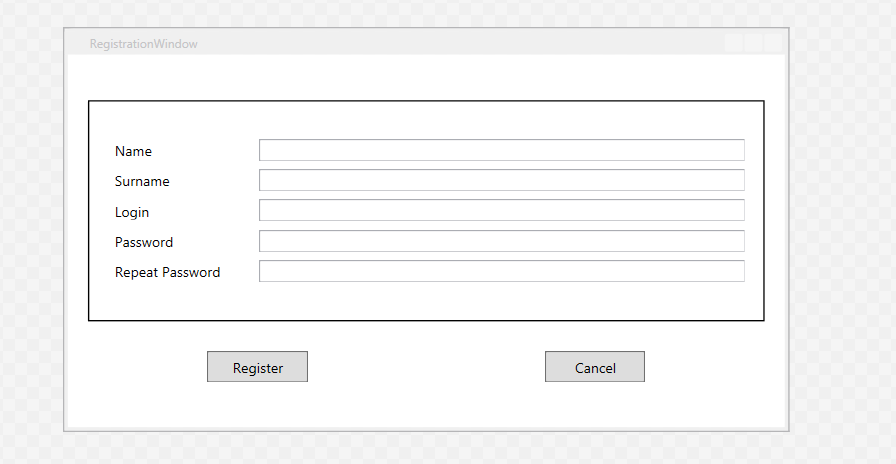 RegistrationWindow
Name
Surname
Login
Password
Repeat Password
Register
Cancel